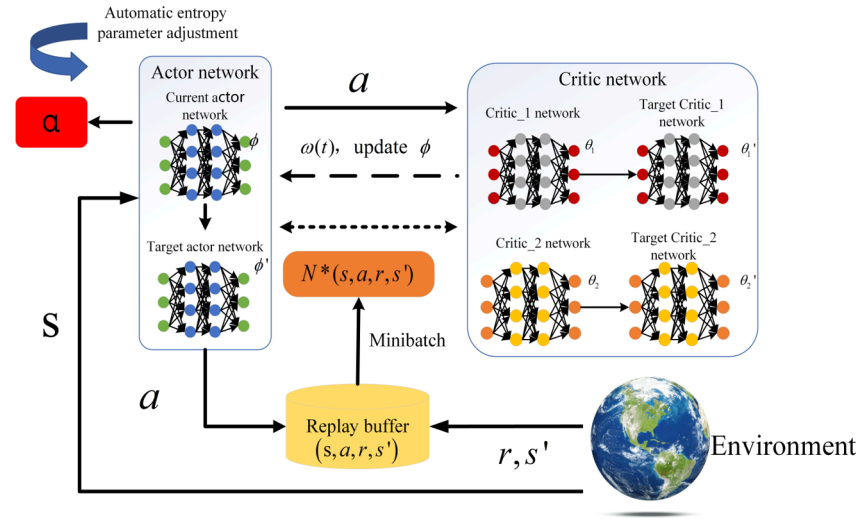 Automatic entropy
parameter adjustment
α
Actor network
Current actor
network
ϕ
Target actor network
ϕ'
a
ω(t), update ϕ
N*(s,a,r,s')
Minibatch
Replay buffer
(s,a,r,s')
Critic network
Critic_1 network
θ₁
Target Critic_1
network
θ₁'
Critic_2 network
θ₂
Target Critic_2
network
θ₂'
s
a
r,s'
Environment